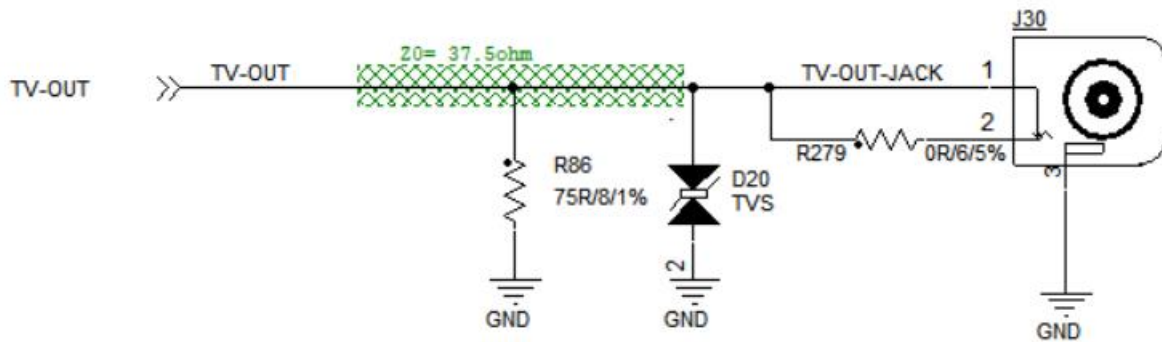 J30
Z0= 37.5ohm
TV-OUT
TV-OUT
TV-OUT-JACK
1
2
R279
0R/6/5%
R86
75R/8/1%
D20
TVS
3
2
GND
GND
GND